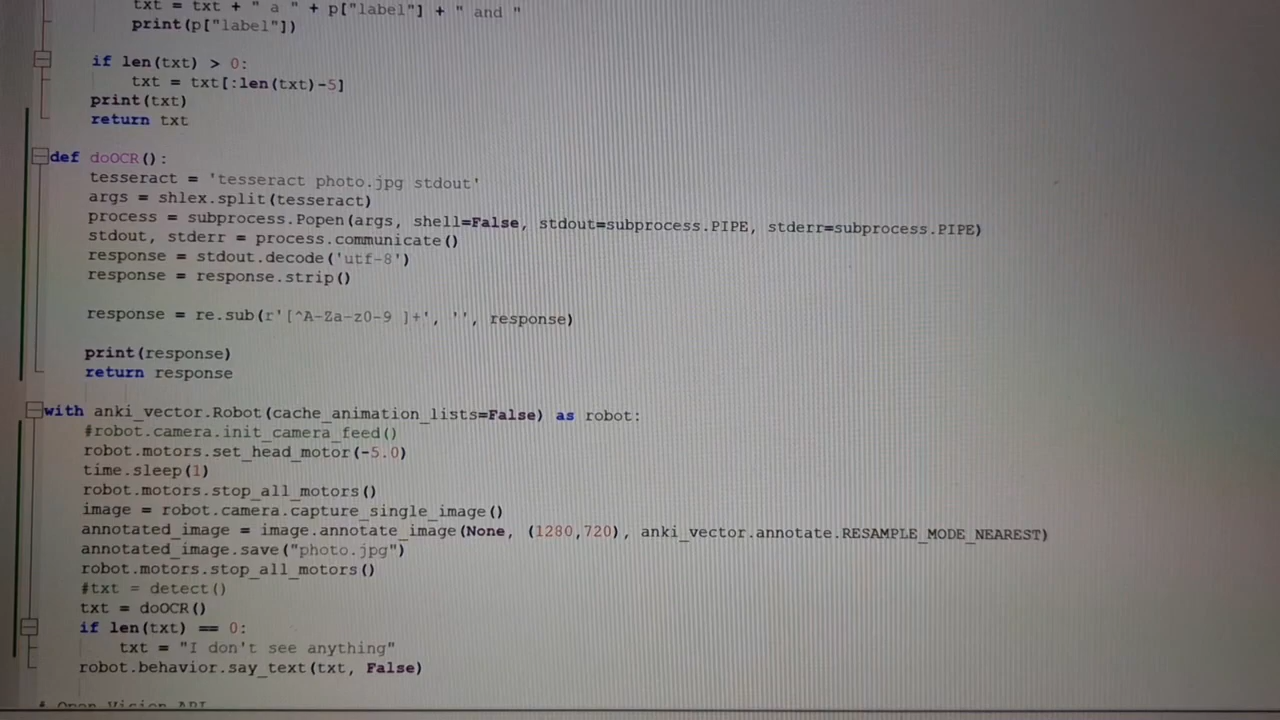 txt = txt + " a " + p["label"] + " and "
print(p["label"])
if len(txt) > 0:
txt = txt[:len(txt)-5]
print(txt)
return txt
def doOCR():
tesseract = 'tesseract photo.jpg stdout'
args = shlex.split(tesseract)
process = subprocess.Popen(args, shell=False, stdout=subprocess.PIPE, stderr=subprocess.PIPE)
stdout, stderr = process.communicate()
response = stdout.decode('utf-8')
response = response.strip()
response = re.sub(r'[^A-Za-z0-9 ]+', '', response)
print(response)
return response
with anki_vector.Robot(cache_animation_lists=False) as robot:
#robot.camera.init_camera_feed()
robot.motors.set_head_motor(-5.0)
time.sleep(1)
robot.motors.stop_all_motors()
image = robot.camera.capture_single_image()
annotated_image = image.annotate_image(None, (1280,720), anki_vector.annotate.RESAMPLE_MODE_NEAREST)
annotated_image.save("photo.jpg")
robot.motors.stop_all_motors()
#txt = detect()
txt = doOCR()
if len(txt) == 0:
txt = "I don't see anything"
robot.behavior.say_text(txt, False)
# Open Vision API